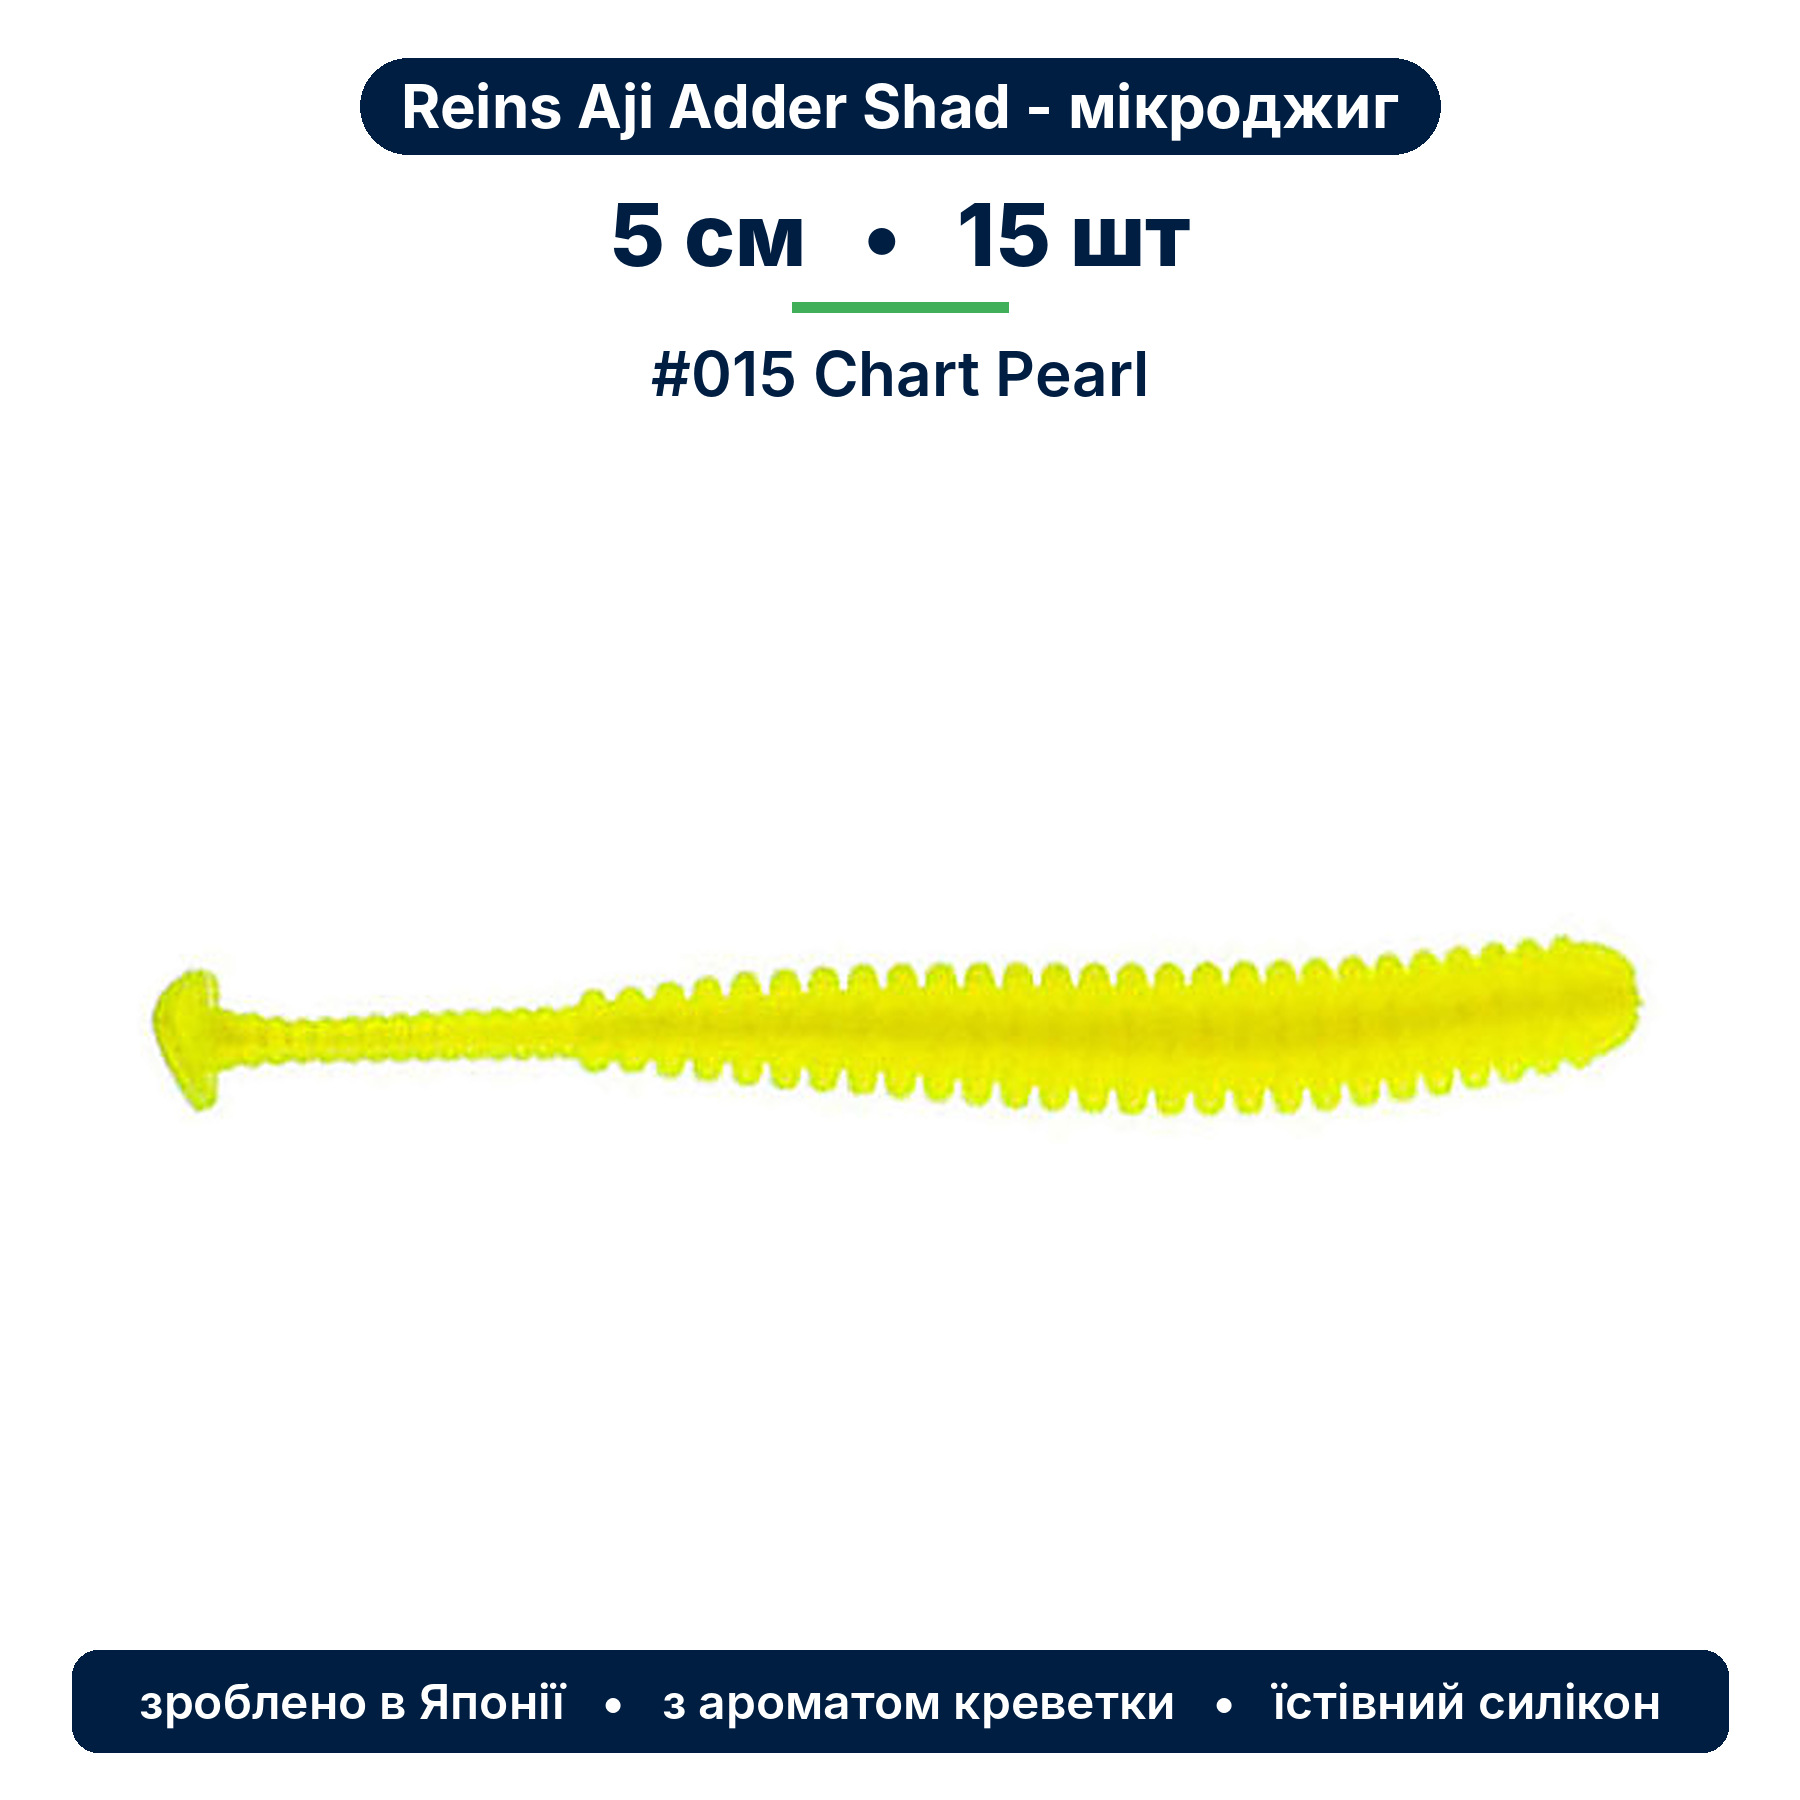 Reins Aji Adder Shad - мікроджиг
5 см • 15 шт
#015 Chart Pearl
зроблено в Японії • з ароматом креветки • їстівний силікон